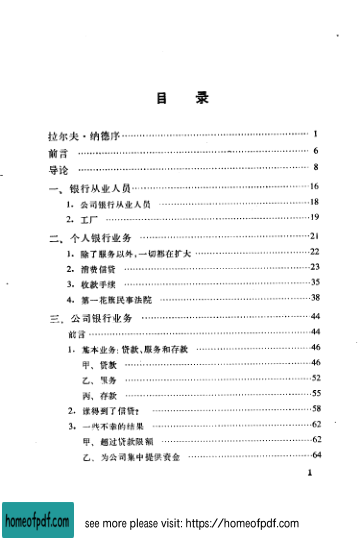 目 录
拉尔夫·纳德序 1
前言 6
导论 8
一、银行从业人员 16
1. 公司银行从业人员 18
2. 工厂 19
二、个人银行业务 21
1. 除了服务以外,一切都在扩大 22
2. 消费信贷 23
3. 收款手续 35
4. 第一花旗民事法院 38
三、公司银行业务 44
前言 44
1. 基本业务:贷款、服务和存款 46
甲、贷款 46
乙、服务 52
丙、存款 55
2. 谁得到了信贷? 58
3. 一些不幸的结果 62
甲、超过贷款限额 62
乙、为公司集中提供资金 64
1
homeofpdf.com
see more please visit: https://homeofpdf.com